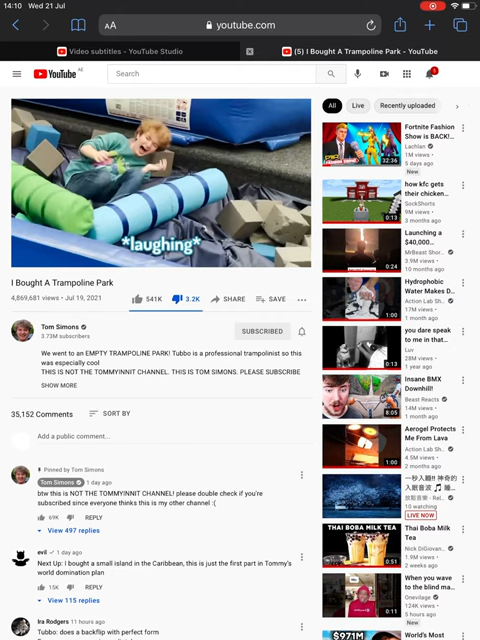 14:10 Wed 21 Jul
AA youtube.com
Video subtitles - YouTube Studio
(5) I Bought A Trampoline Park - YouTube
YouTube AE
Search
*laughing*
I Bought A Trampoline Park
4,869,681 views • Jul 19, 2021
541K 3.2K SHARE SAVE
Tom Simons
3.73M subscribers
SUBSCRIBED
We went to an EMPTY TRAMPOLINE PARK! Tubbo is a professional trampolinist so this
was especially cool
THIS IS NOT THE TOMMYINNIT CHANNEL. THIS IS TOM SIMONS. PLEASE SUBSCRIBE
SHOW MORE
35,152 Comments SORT BY
Add a public comment...
Pinned by Tom Simons
Tom Simons 1 day ago
btw this is NOT THE TOMMYINNIT CHANNEL! please double check if you're
subscribed since everyone thinks this is my other channel :(
69K REPLY
View 497 replies
evil ✓ 1 day ago
Next Up: I bought a small island in the Caribbean, this is just the first part in Tommy's
world domination plan
15K REPLY
View 115 replies
Ira Rodgers 11 hours ago
Tubbo: does a backflip with perfect form
All Live Recently uploaded
32:36
Fortnite Fashion
Show is BACK!...
Lachlan
1M views •
5 days ago
New
0:13
how kfc gets
their chicken...
SockShorts
9M views •
3 months ago
0:24
Launching a
$40,000...
MrBeast Shor...
3.9M views •
10 months ago
1:00
Hydrophobic
Water Makes D...
Action Lab Sh...
17M views •
1 month ago
0:13
you dare speak
to me in that...
Luv
28M views •
1 year ago
8:05
Insane BMX
Downhill!
Beast Reacts
14M views •
1 month ago
1:00
Aerogel Protects
Me From Lava
Action Lab Sh...
4.5M views •
2 months ago
一秒入睡!! 神奇的
10 watching
LIVE NOW
THAI BOBA MILK TEA
0:51
Thai Boba Milk
Tea
Nick DiGiovan...
1.9M views •
2 weeks ago
0:11
When you wave
to the blind ma...
Onevilage
124K views •
5 hours ago
New
$971M
World's Most